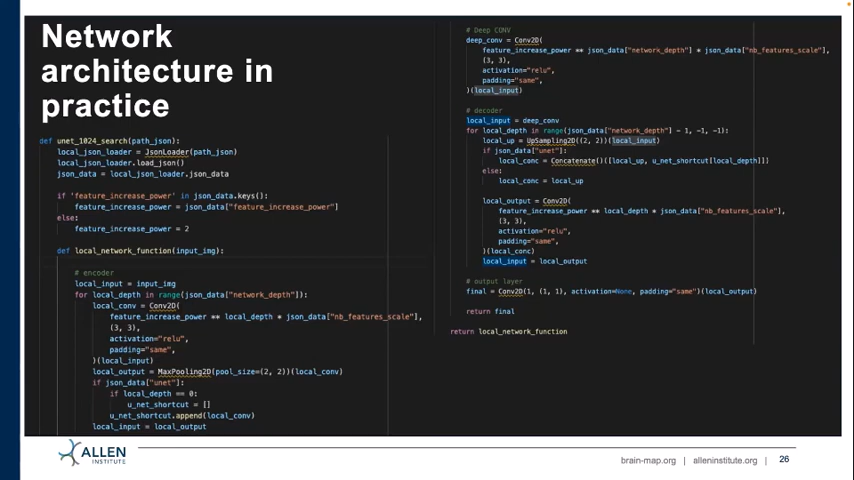 Network
architecture in
practice
def unet_1024_search(path_json):
local_json_loader = JsonLoader(path_json)
local_json_loader.load_json()
json_data = local_json_loader.json_data
if 'feature_increase_power' in json_data.keys():
feature_increase_power = json_data["feature_increase_power"]
else:
feature_increase_power = 2
def local_network_function(input_img):
# encoder
local_input = input_img
for local_depth in range(json_data["network_depth"]):
local_conv = Conv2D(
feature_increase_power ** local_depth * json_data["nb_features_scale"],
(3, 3),
activation="relu",
padding="same",
)(local_input)
local_output = MaxPooling2D(pool_size=(2, 2))(local_conv)
if json_data["unet"]:
if local_depth == 0:
u_net_shortcut = []
u_net_shortcut.append(local_conv)
local_input = local_output
# Deep CONV
deep_conv = Conv2D(
feature_increase_power ** json_data["network_depth"] * json_data["nb_features_scale"],
(3, 3),
activation="relu",
padding="same",
)(local_input)
# decoder
local_input = deep_conv
for local_depth in range(json_data["network_depth"] - 1, -1, -1):
local_up = UpSampling2D((2, 2))(local_input)
if json_data["unet"]:
local_conc = Concatenate()([local_up, u_net_shortcut[local_depth]])
else:
local_conc = local_up
local_output = Conv2D(
feature_increase_power ** local_depth * json_data["nb_features_scale"],
(3, 3),
activation="relu",
padding="same",
)(local_conc)
local_input = local_output
# output layer
final = Conv2D(1, (1, 1), activation=None, padding="same")(local_output)
return final
return local_network_function
ALLEN
INSTITUTE
brain-map.org | alleninstitute.org | 26